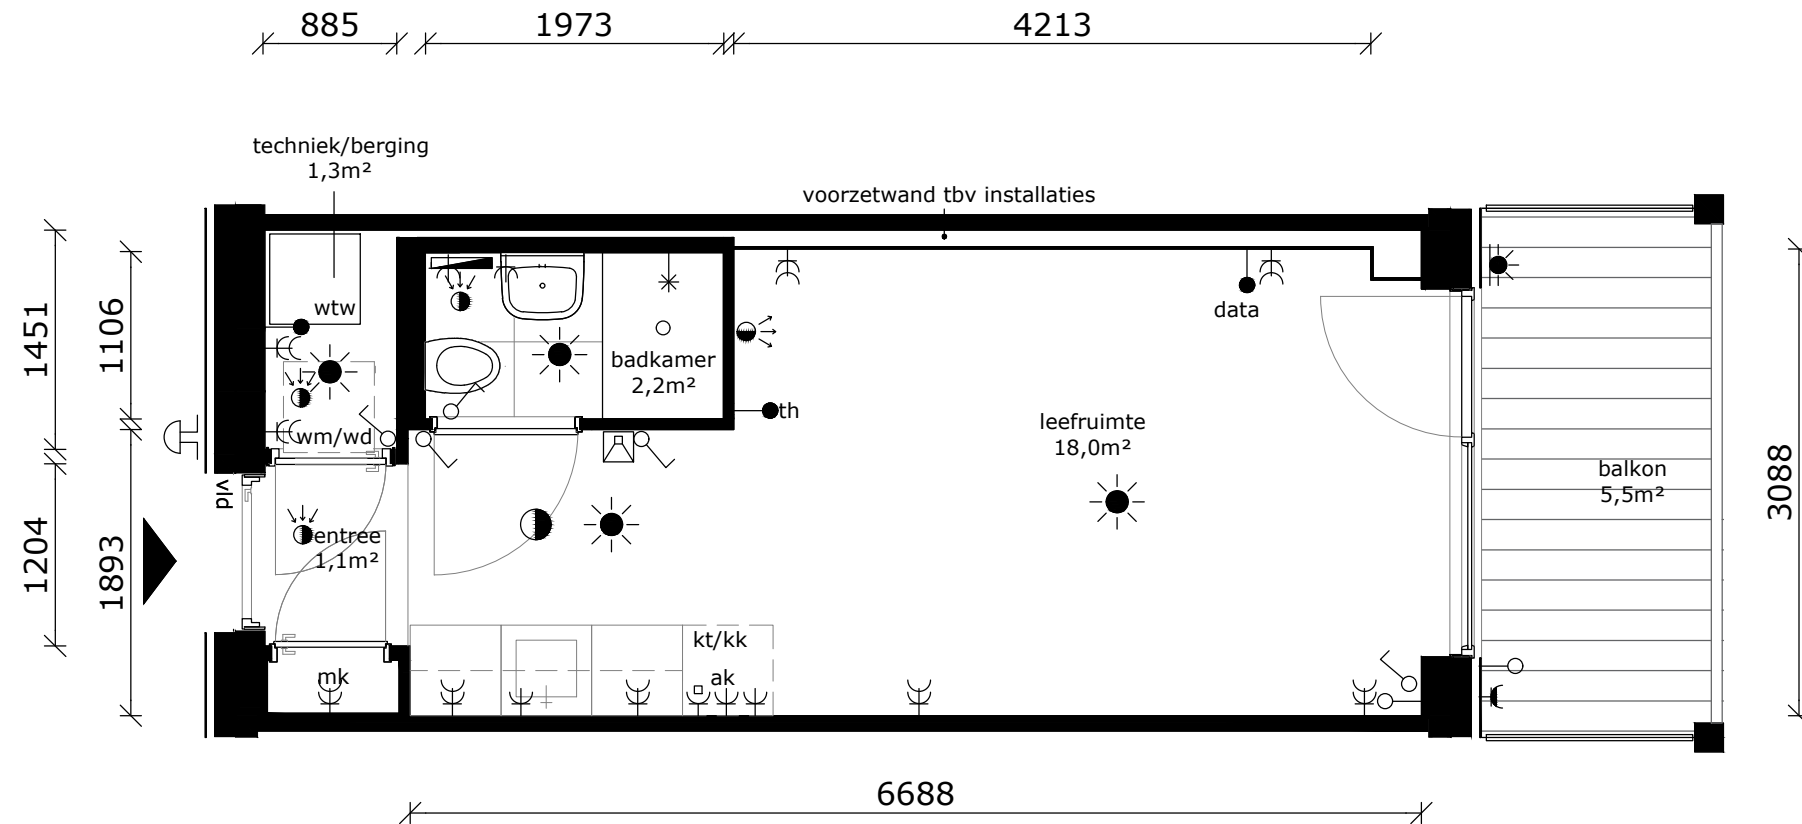 885
1973
4213
techniek/berging
1,3m²
voorzetwand tbv installaties
1451
1106
wtw
data
badkamer
2,2m²
th
leefruimte
18,0m²
wm/wd
vld
balkon
5,5m²
3088
1204
1893
entree
1,1m²
kt/kk
mk
ak
6688